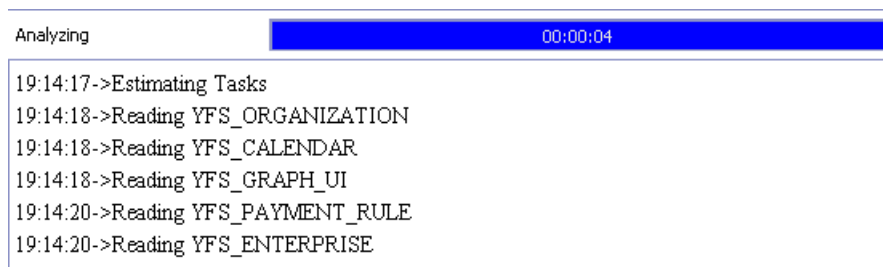 Analyzing 00:00:04
19:14:17->Estimating Tasks
19:14:18->Reading YFS_ORGANIZATION
19:14:18->Reading YFS_CALENDAR
19:14:18->Reading YFS_GRAPH_UI
19:14:20->Reading YFS_PAYMENT_RULE
19:14:20->Reading YFS_ENTERPRISE